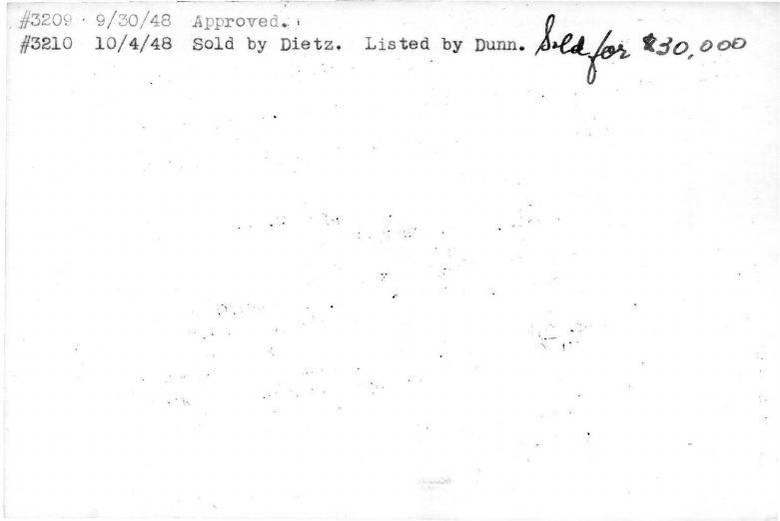 #3209 9/30/48 Approved.
#3210 10/4/48 Sold by Dietz. Listed by Dunn. Sold for $30,000